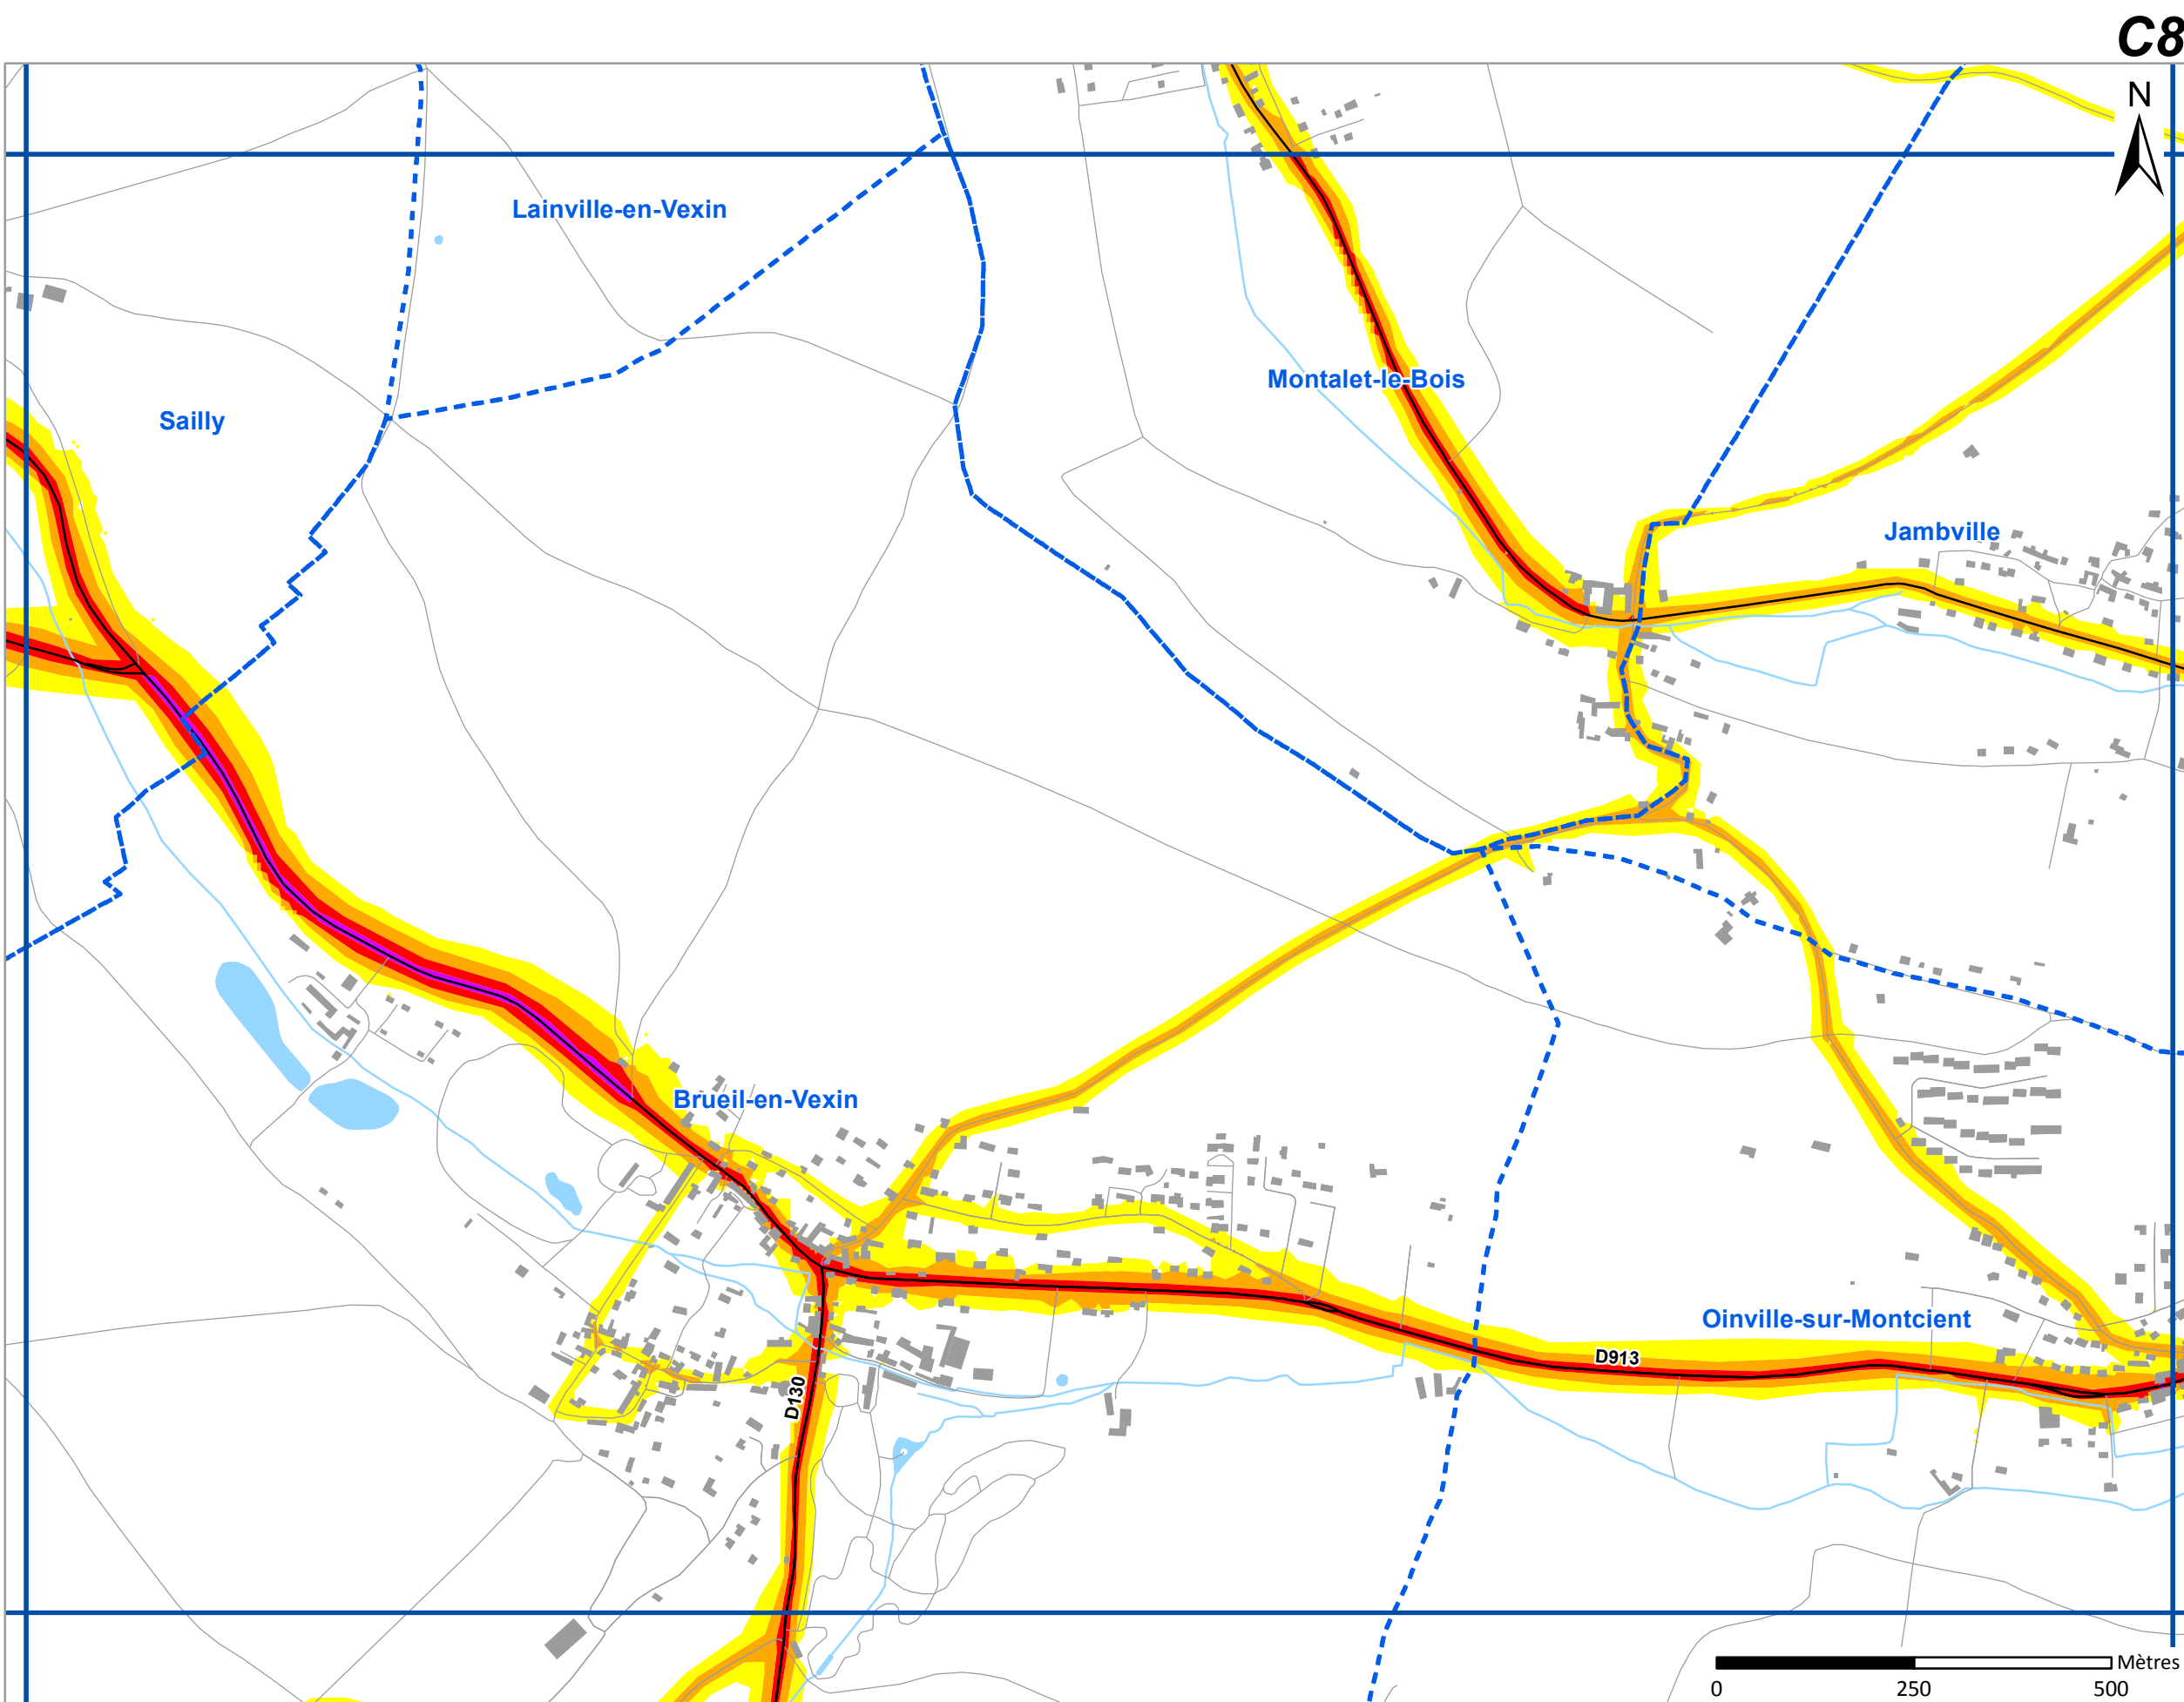 C8
N
Lainville-en-Vexin
Montalet-le-Bois
Sailly
Jambville
Brueil-en-Vexin
Oinville-sur-Montcient
D913
D130
Mètres
0 250 500